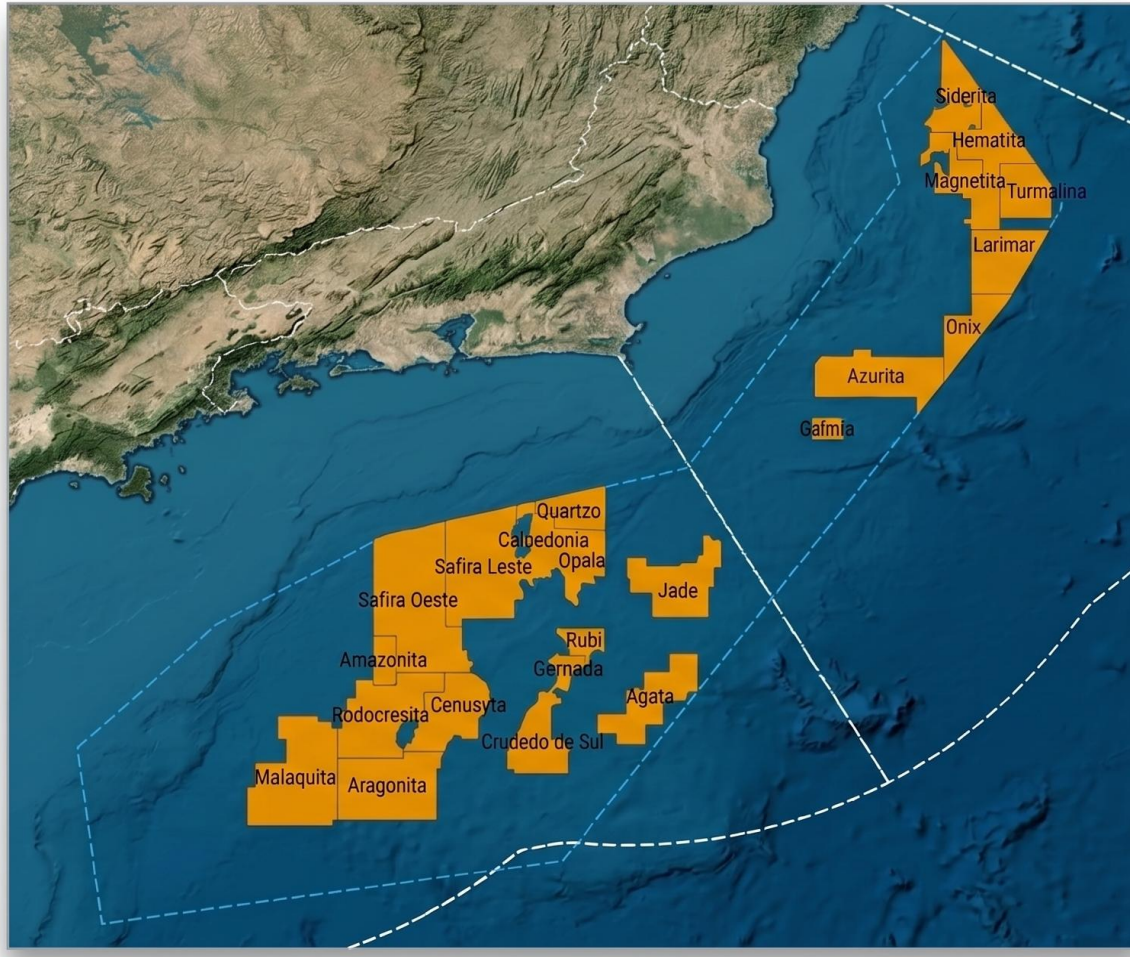 Siderita
Hematita
Magnetita
Turmalina
Larimar
Onix
Azurita
Gafmia
Quartzo
Calpedonia
Opala
Safira Leste
Jade
Safira Oeste
Rubi
Amazonita
Gernada
Agata
Cenusyta
Rodocresita
Crudedo de Sul
Malaquita
Aragonita